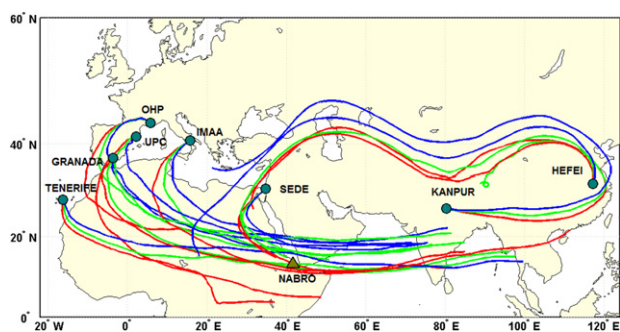 60°
OHP
UPC
IMAA
40°
GRANADA
HEFEI
TENERIFE
SEDE
KANPUR
20°
NABRO
0°
20° W
0°
20° E
40° E
60° E
80° E
100° E
120° E